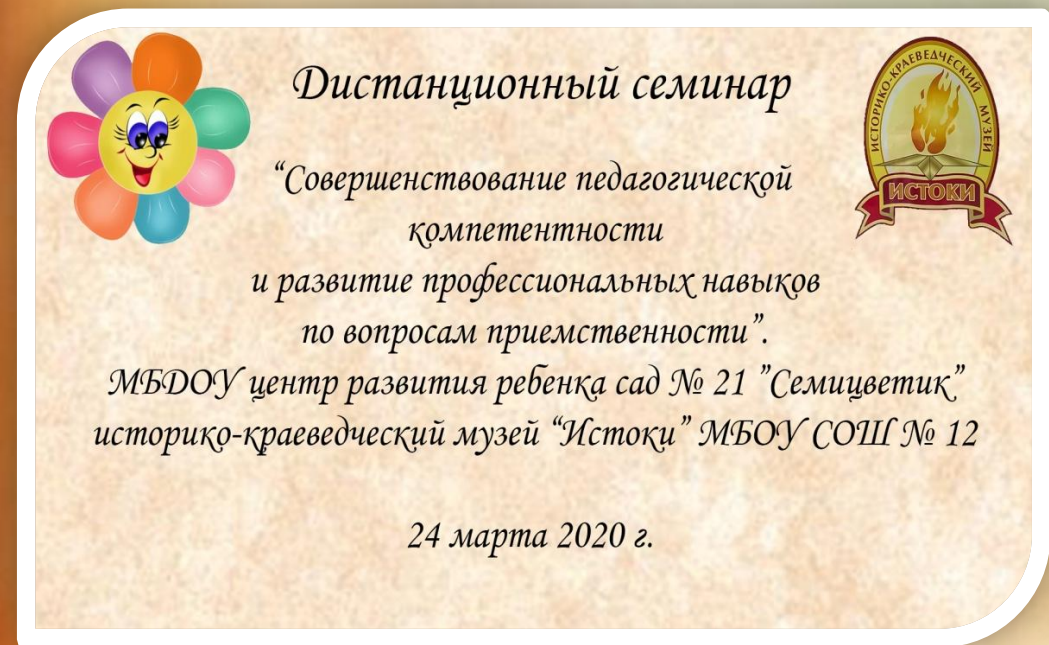 Дистанционный семинар
ИСТОРИКО-КРАЕВЕДЧЕСКИЙ МУЗЕЙ
ИСТОКИ
“Совершенствование педагогической
компетентности
и развитие профессиональных навыков
по вопросам приемственности”.
МБДОУ центр развития ребенка сад № 21 ”Семицветик”
историко-краеведческий музей “Истоки” МБОУ СОШ № 12
24 марта 2020 г.